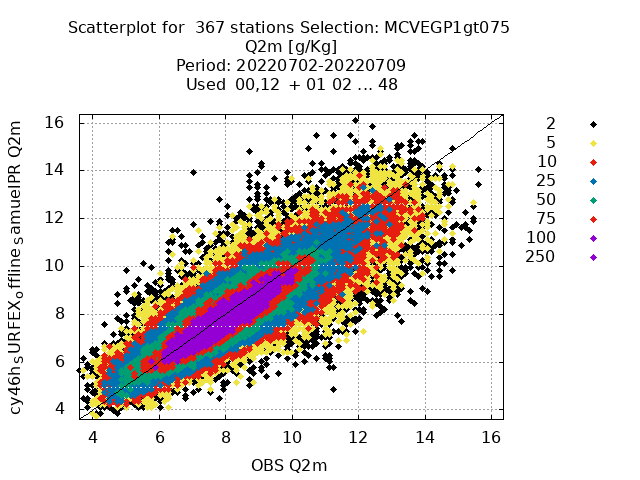 Scatterplot for 367 stations Selection: MCVEGP1gt075
Q2m [g/Kg]
Period: 20220702-20220709
Used 00,12 + 01 02 ... 48
cy46h_sURFEX_offline_samuelPR Q2m
16
14
12
10
8
6
4
4 6 8 10 12 14 16
OBS Q2m
2
5
10
25
50
75
100
250